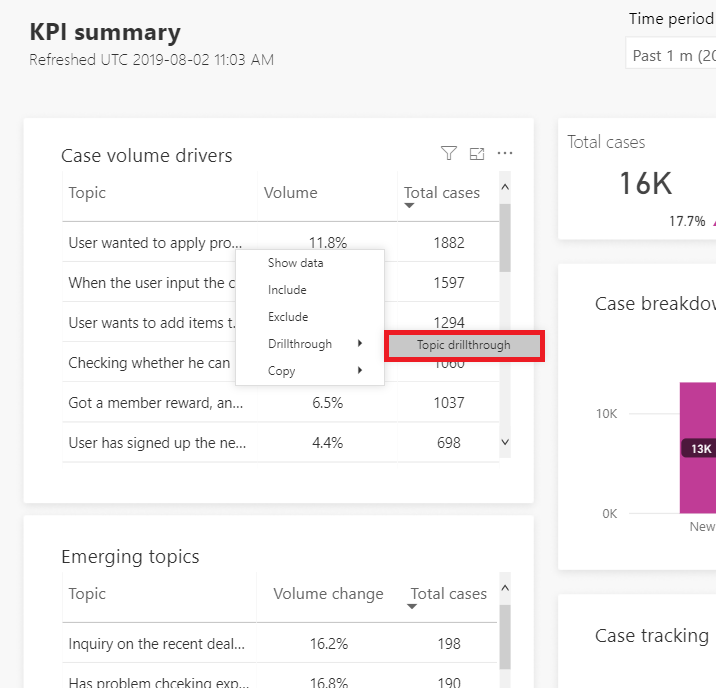 KPI summary
Refreshed UTC 2019-08-02 11:03 AM
Time period
Past 1 m (20
Case volume drivers
Topic Volume Total cases
User wanted to apply pro... 11.8% 1882
When the user input the c 1597
User wants to add items t. 1294
Checking whether he can 1060
Got a member reward, an... 6.5% 1037
User has signed up the ne... 4.4% 698
Show data
Include
Exclude
Drillthrough
Copy
Topic drillthrough
Total cases
16K
17.7%
Case breakdow
10K
13K
0K
New
Emerging topics
Topic Volume change Total cases
Inquiry on the recent deal... 16.2% 198
Has problem chceking exp... 16.8% 190
Case tracking